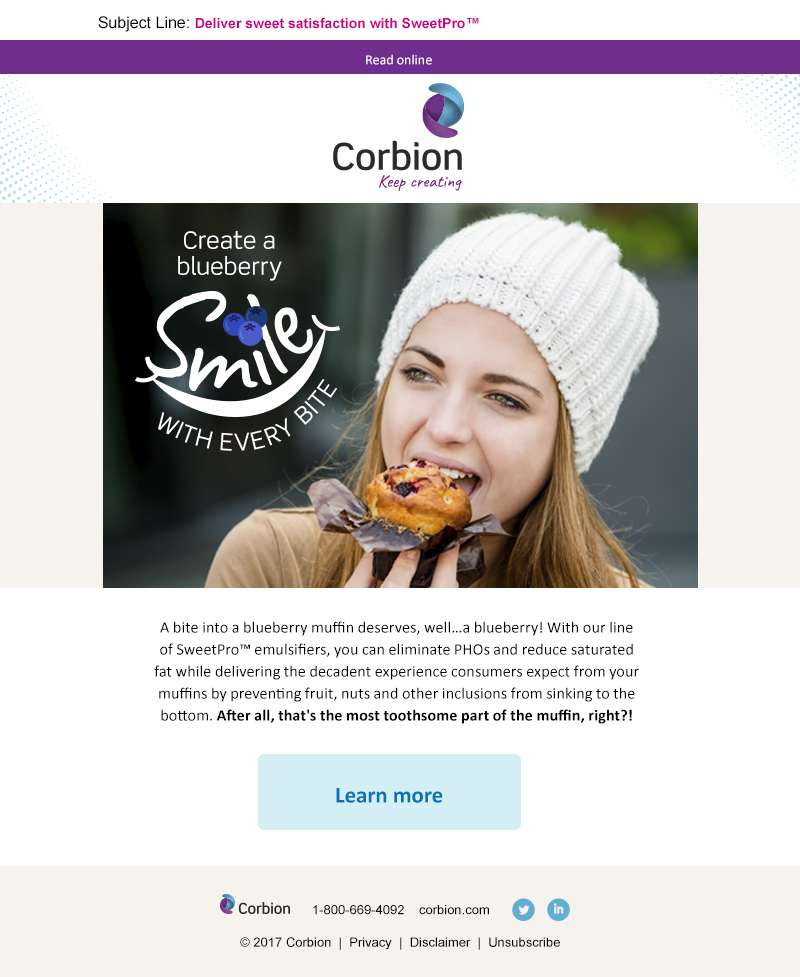 Subject Line: Deliver sweet satisfaction with SweetPro™
Read online
Corbion
Keep creating
Create a
blueberry
Smile
WITH EVERY BITE
A bite into a blueberry muffin deserves, well…a blueberry! With our line
of SweetPro™ emulsifiers, you can eliminate PHOs and reduce saturated
fat while delivering the decadent experience consumers expect from your
muffins by preventing fruit, nuts and other inclusions from sinking to the
bottom. After all, that's the most toothsome part of the muffin, right?!
Learn more
Corbion 1-800-669-4092 corbion.com in
© 2017 Corbion | Privacy | Disclaimer | Unsubscribe